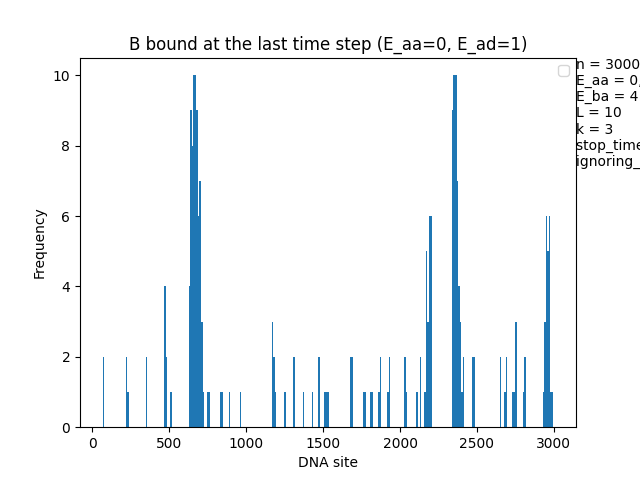 B bound at the last time step (E_aa=0, E_ad=1)
n = 3000
E_aa = 0,
E_ba = 4
L = 10
k = 3
stop_time
ignoring_
10
8
6
4
2
0
Frequency
0 500 1000 1500 2000 2500 3000
DNA site